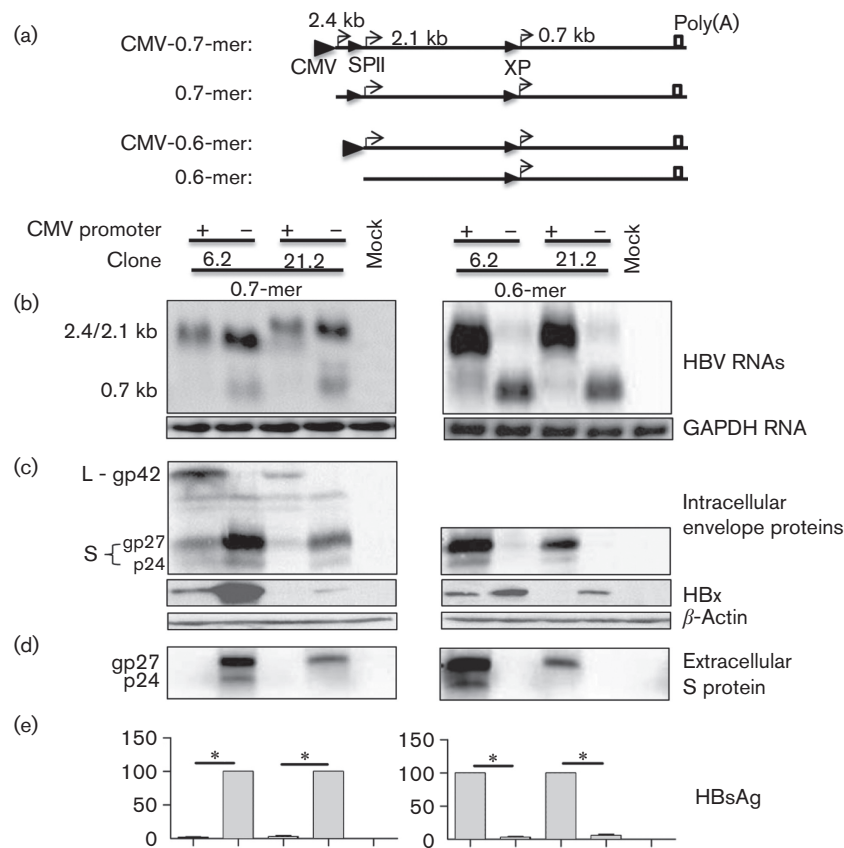 (a)
2.4 kb
Poly(A)
CMV-0.7-mer:
2.1 kb
0.7 kb
CMV
SPII
XP
0.7-mer:
CMV-0.6-mer:
0.6-mer:
CMV promoter
+ − + − Mock
+ − + − Mock
Clone
6.2 21.2
6.2 21.2
0.7-mer
0.6-mer
(b)
2.4/2.1 kb
HBV RNAs
0.7 kb
GAPDH RNA
(c)
L - gp42
Intracellular
envelope proteins
S { gp27
p24
HBx
β-Actin
(d)
gp27
p24
Extracellular
S protein
(e)
150
100
50
0
* *
150
100
50
0
* *
HBsAg